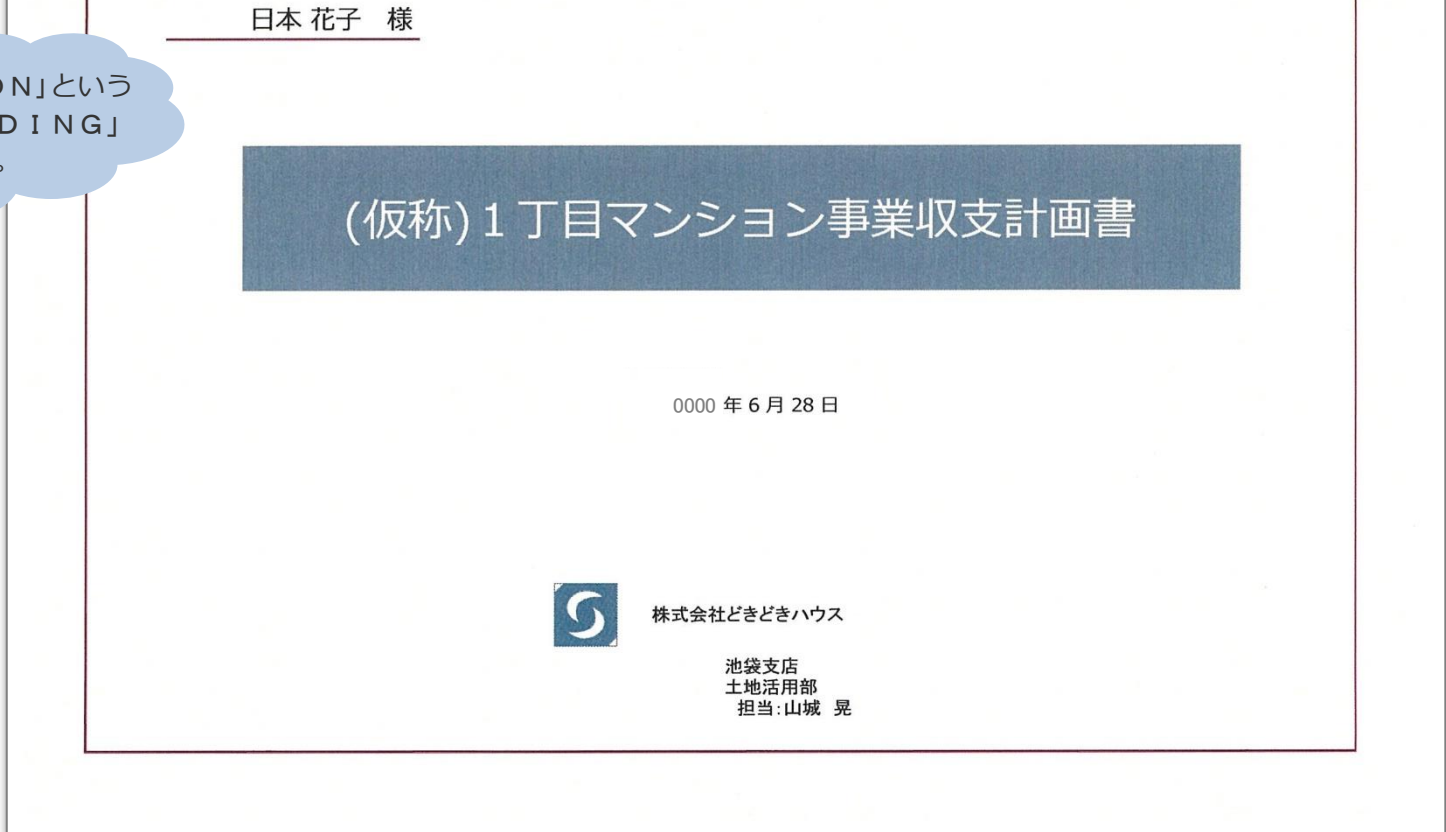 日本 花子 様
ＯＮ」という
ＤＩＮＧ」
。
(仮称)１丁目マンション事業収支計画書
0000 年 6 月 28 日
株式会社どきどきハウス
池袋支店
土地活用部
担当：山城 晃